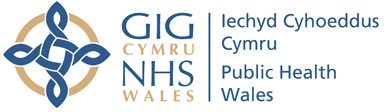 GIG
CYMRU
NHS
WALES
Iechyd Cyhoeddus
Cymru
Public Health
Wales